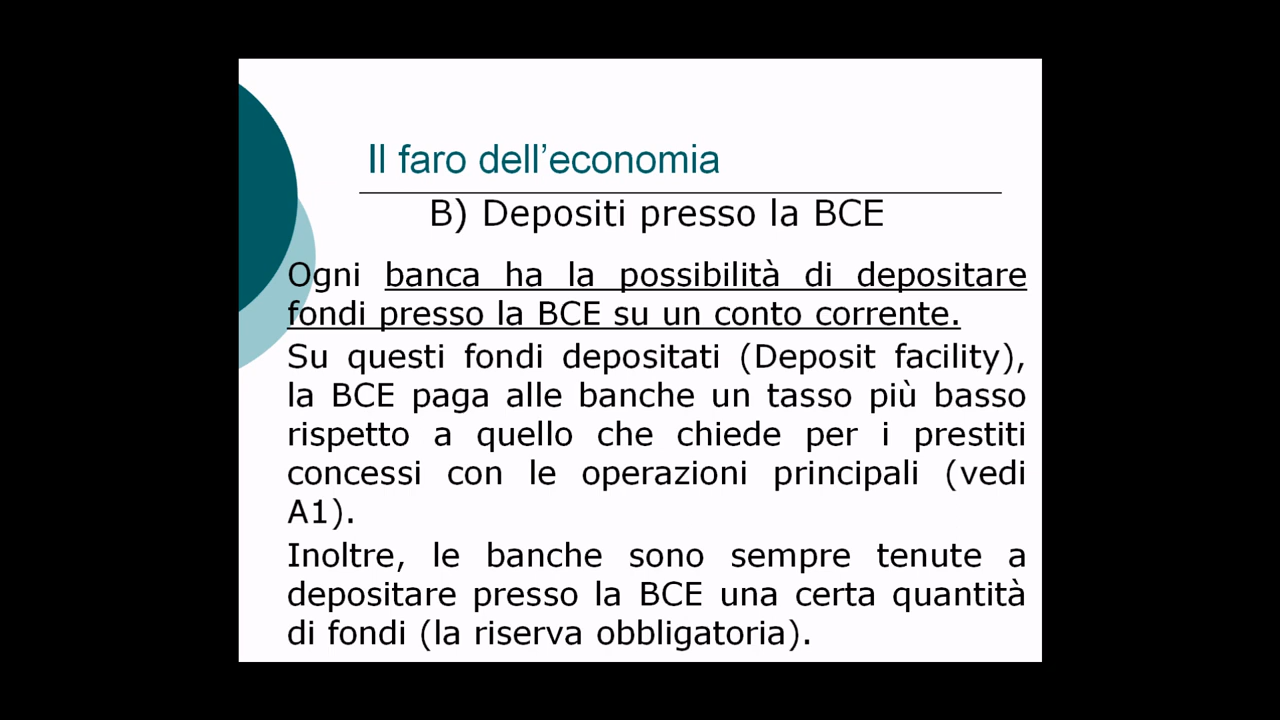 Il faro dell’economia
B) Depositi presso la BCE
Ogni banca ha la possibilità di depositare
fondi presso la BCE su un conto corrente.
Su questi fondi depositati (Deposit facility),
la BCE paga alle banche un tasso più basso
rispetto a quello che chiede per i prestiti
concessi con le operazioni principali (vedi
A1).
Inoltre, le banche sono sempre tenute a
depositare presso la BCE una certa quantità
di fondi (la riserva obbligatoria).